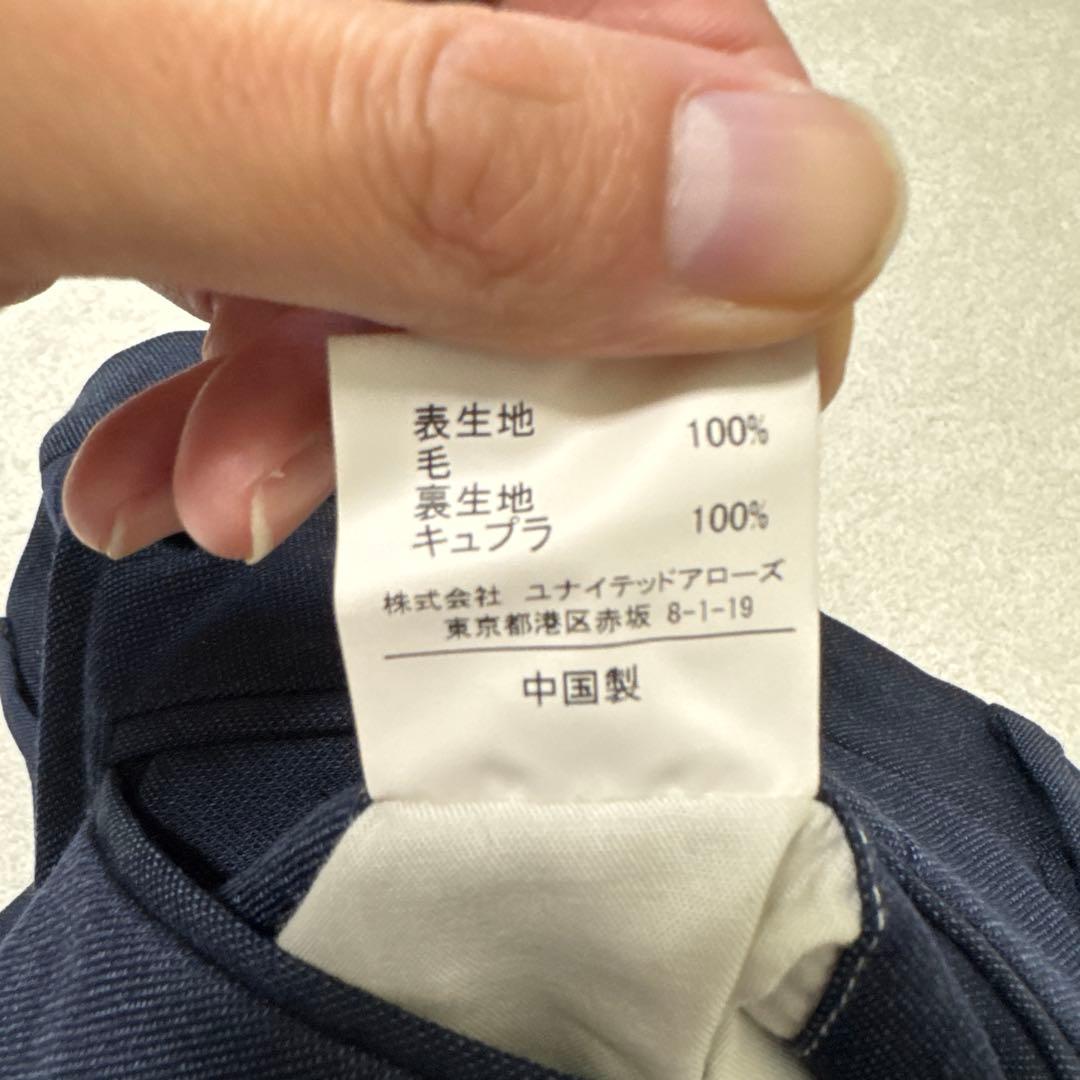 表生地
毛 100%
裏生地
キュプラ 100%
株式会社 ユナイテッドアローズ
東京都港区赤坂 8-1-19
中国製